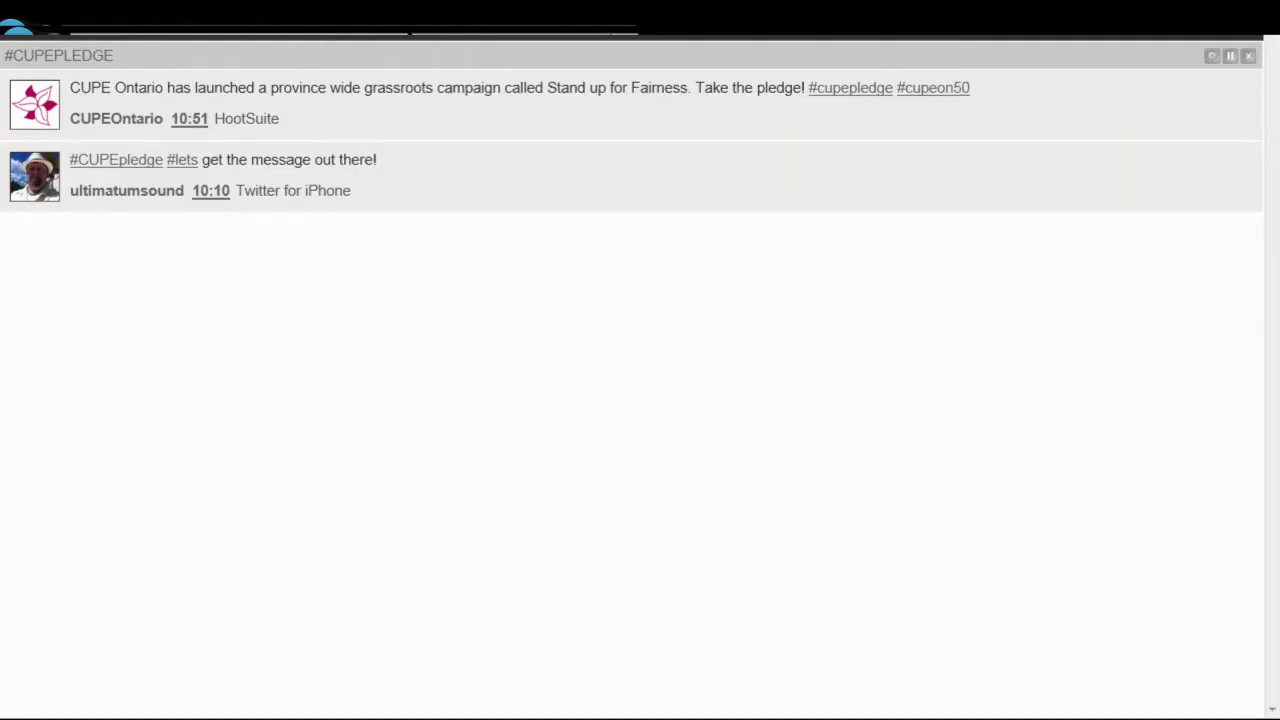 #CUPEPLEDGE
CUPE Ontario has launched a province wide grassroots campaign called Stand up for Fairness. Take the pledge! #cupepledge #cupeon50
CUPEOntario 10:51 HootSuite
#CUPEpledge #lets get the message out there!
ultimatumsound 10:10 Twitter for iPhone